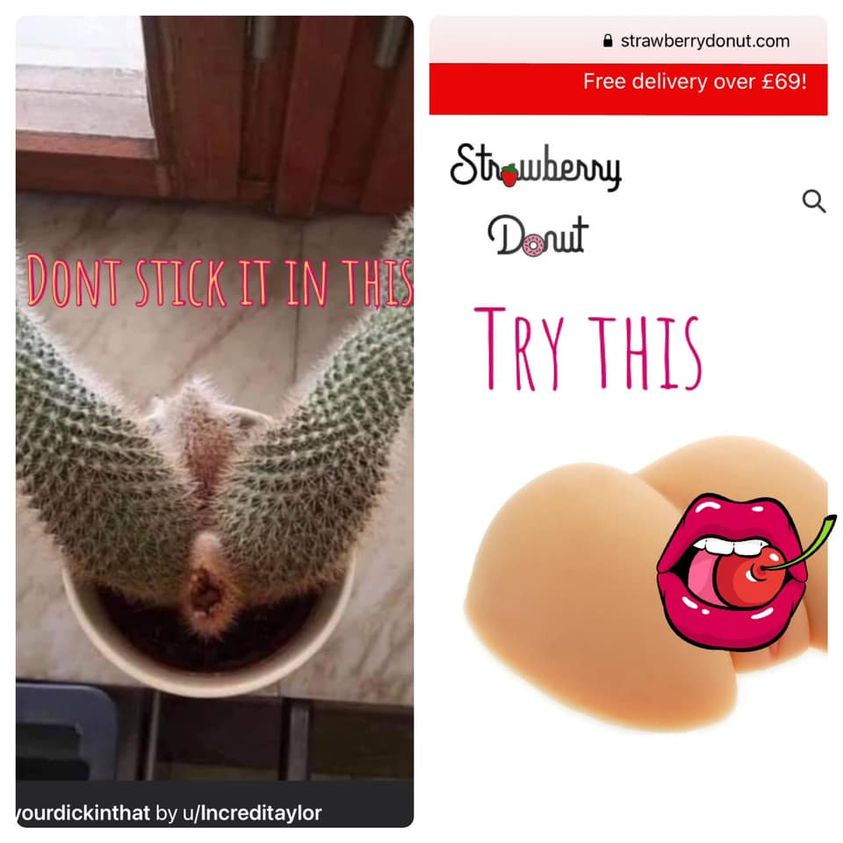 DONT STICK IT IN THIS
yourdickinthat by u/Increditaylor
strawberrydonut.com
Free delivery over £69!
Strawberry
Donut
TRY THIS